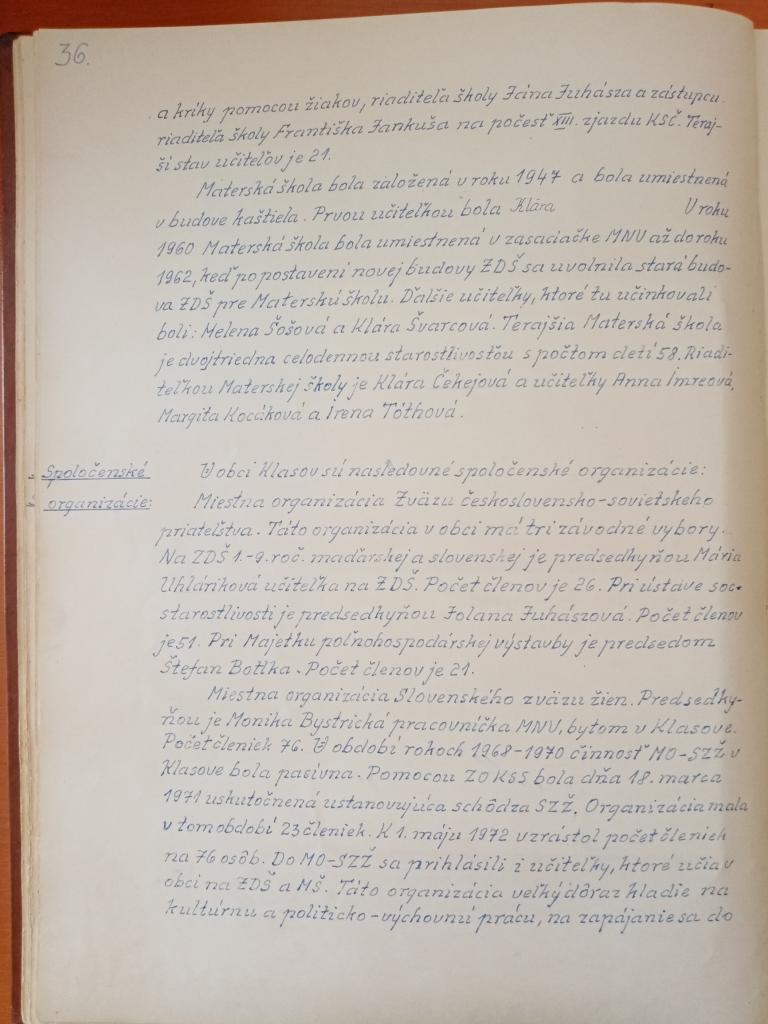 36.
a kríky pomocou žiakov, riaditeľa školy Jána Juhásza a zástupcu
riaditeľa školy Františka Jankuša na počesť XIII. zjazdu KSČ. Teraj-
ší stav učiteľov je 21.
Materská škola bola založená v roku 1947 a bola umiestnená
v budove kaštiela. Prvou učiteľkou bola Klára V roku
1960 Materská škola bola umiestnená v zasadačke MNV až do roku
1962, keď po postavení novej budovy ZDŠ sa uvolnila stará budo-
va ZDŠ pre Materskú školu. Ďalšie učiteľky, ktoré tu učinkovali
boli: Melena Šošová a Klára Švarcová. Terajšia Materská škola
je dvojtriedna celodennou starostlivosťou s počtom detí 58. Riadi-
teľkou Materskej školy je Klára Čekejová a učiteľky Anna Imreová,
Margita Kocáková a Irena Tóthová.
Spoločenské V obci Klasov sú nasledovné spoločenské organizácie:
organizácie: Miestna organizácia Zväzu československo-sovietskeho
priateľstva. Táto organizácia v obci má tri závodné výbory.
Na ZDŠ 1.-9. roč. maďarskej a slovenskej je predsedkyňou Mária
Uhláriková učiteľka na ZDŠ. Počet členov je 26. Pri ústave soc.
starostlivosti je predsedkyňou Jolana Juhászová. Počet členov
je 51. Pri Majetku poľnohospodárskej výstavby je predsedom
Štefan Botlka. Počet členov je 21.
Miestna organizácia Slovenského zväzu žien. Predsedky-
ňou je Monika Bystrická pracovníčka MNV, bytom v Klasove.
Počet členiek 76. V období rokoch 1968-1970 činnosť MO-SZŽ v
Klasove bola pasívna. Pomocou ZO KSS bola dňa 18. marca
1971 uskutočnená ustanovujúca schôdza SZŽ. Organizácia mala
v tom období 23 členiek. K 1. máju 1972 vzrástol počet členiek
na 76 osôb. Do MO-SZŽ sa prihlásili i učiteľky, ktoré učia v
obci na ZDŠ a MŠ. Táto organizácia veľký dôraz kladie na
kultúrnu a politicko-výchovnú prácu, na zapájanie sa do